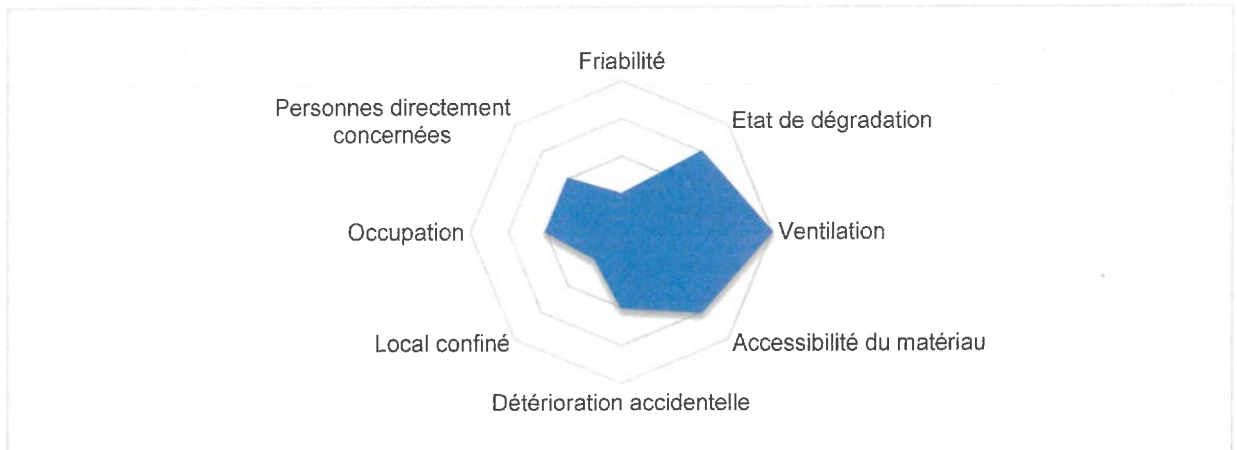 Friabilité
Personnes directement
concernées
Etat de dégradation
Occupation
Ventilation
Local confiné
Accessibilité du matériau
Détérioration accidentelle